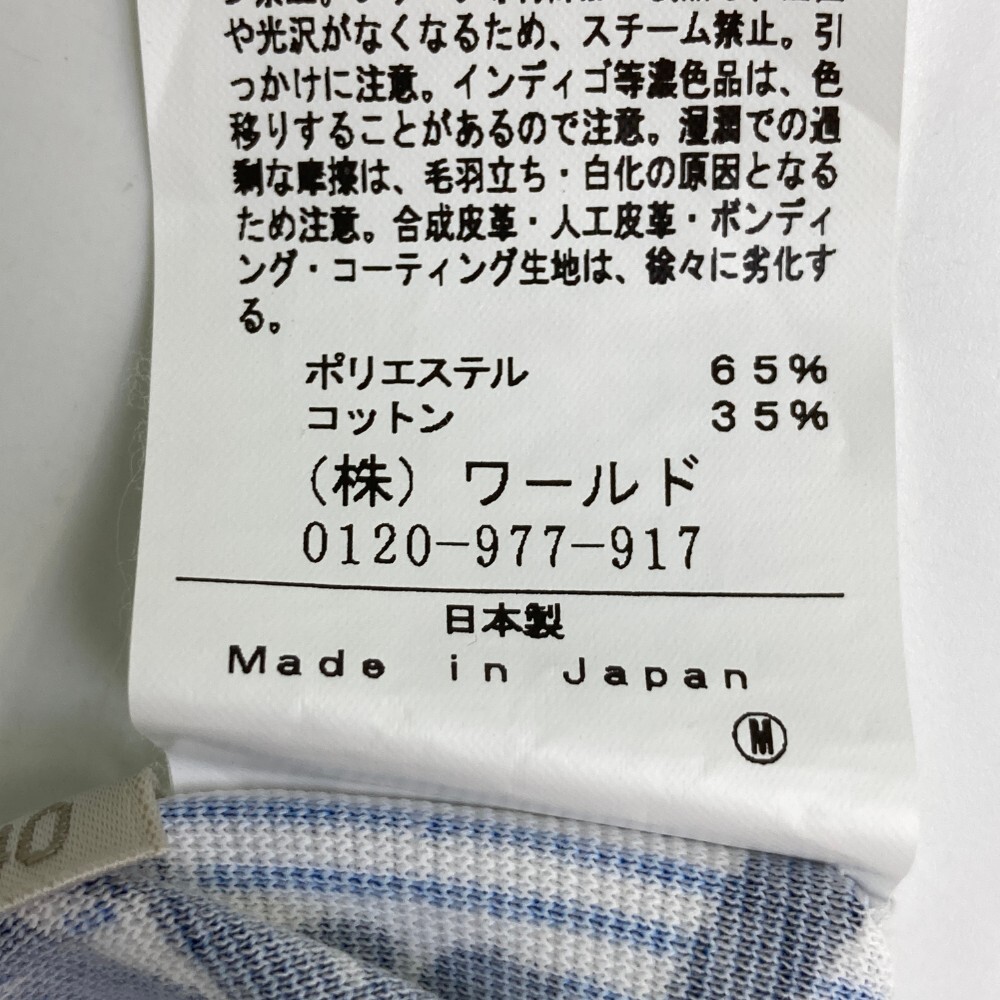 や光沢がなくなるため、スチーム禁止。引
っかけに注意。インディゴ等濃色品は、色
移りすることがあるので注意。湿潤での過
剰な摩擦は、毛羽立ち・白化の原因となる
ため注意。合成皮革・人工皮革・ボンディ
ング・コーティング生地は、徐々に劣化す
る。
ポリエステル 65%
コットン 35%
(株) ワールド
0120-977-917
日本製
Made in Japan
M
40